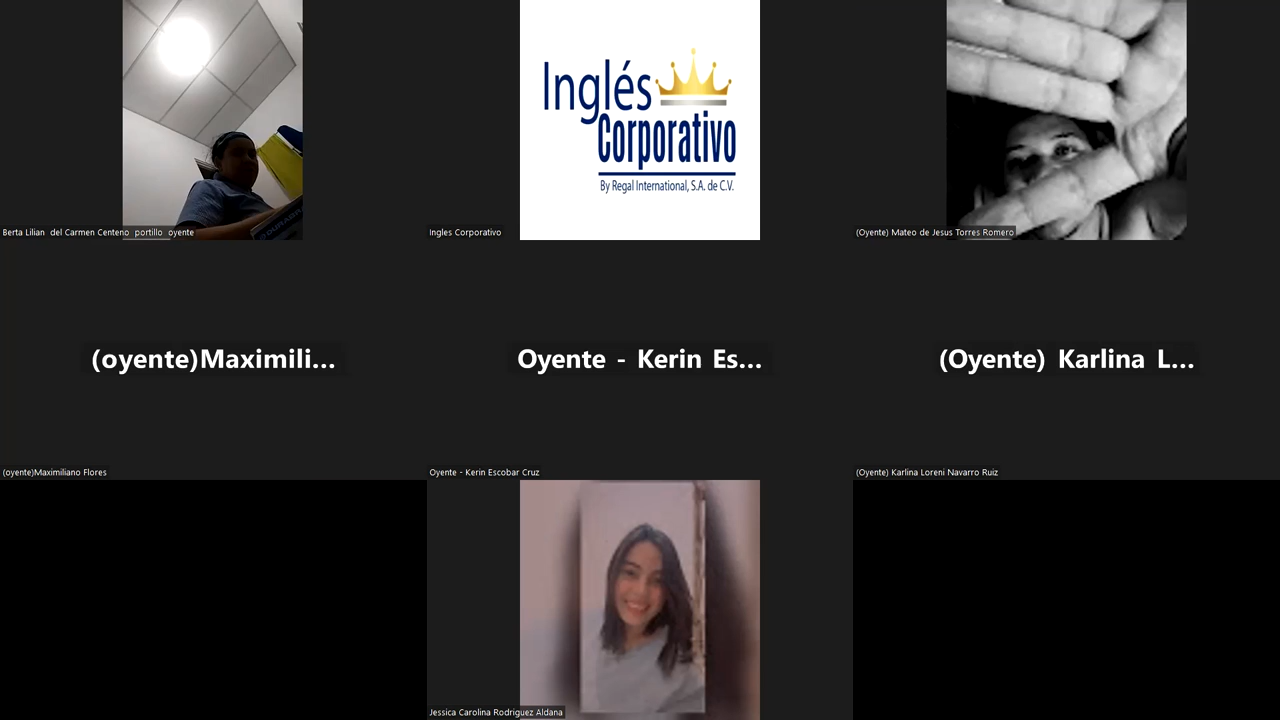 Inglés
Corporativo
By Regal International, S.A. de C.V.
Berta Lilian del Carmen Centeno portillo oyente
Ingles Corporativo
(Oyente) Mateo de Jesus Torres Romero
(oyente)Maximili...
Oyente - Kerin Es...
(Oyente) Karlina L...
(oyente)Maximiliano Flores
Oyente - Kerin Escobar Cruz
(Oyente) Karlina Loreni Navarro Ruiz
Jessica Carolina Rodriguez Aldana